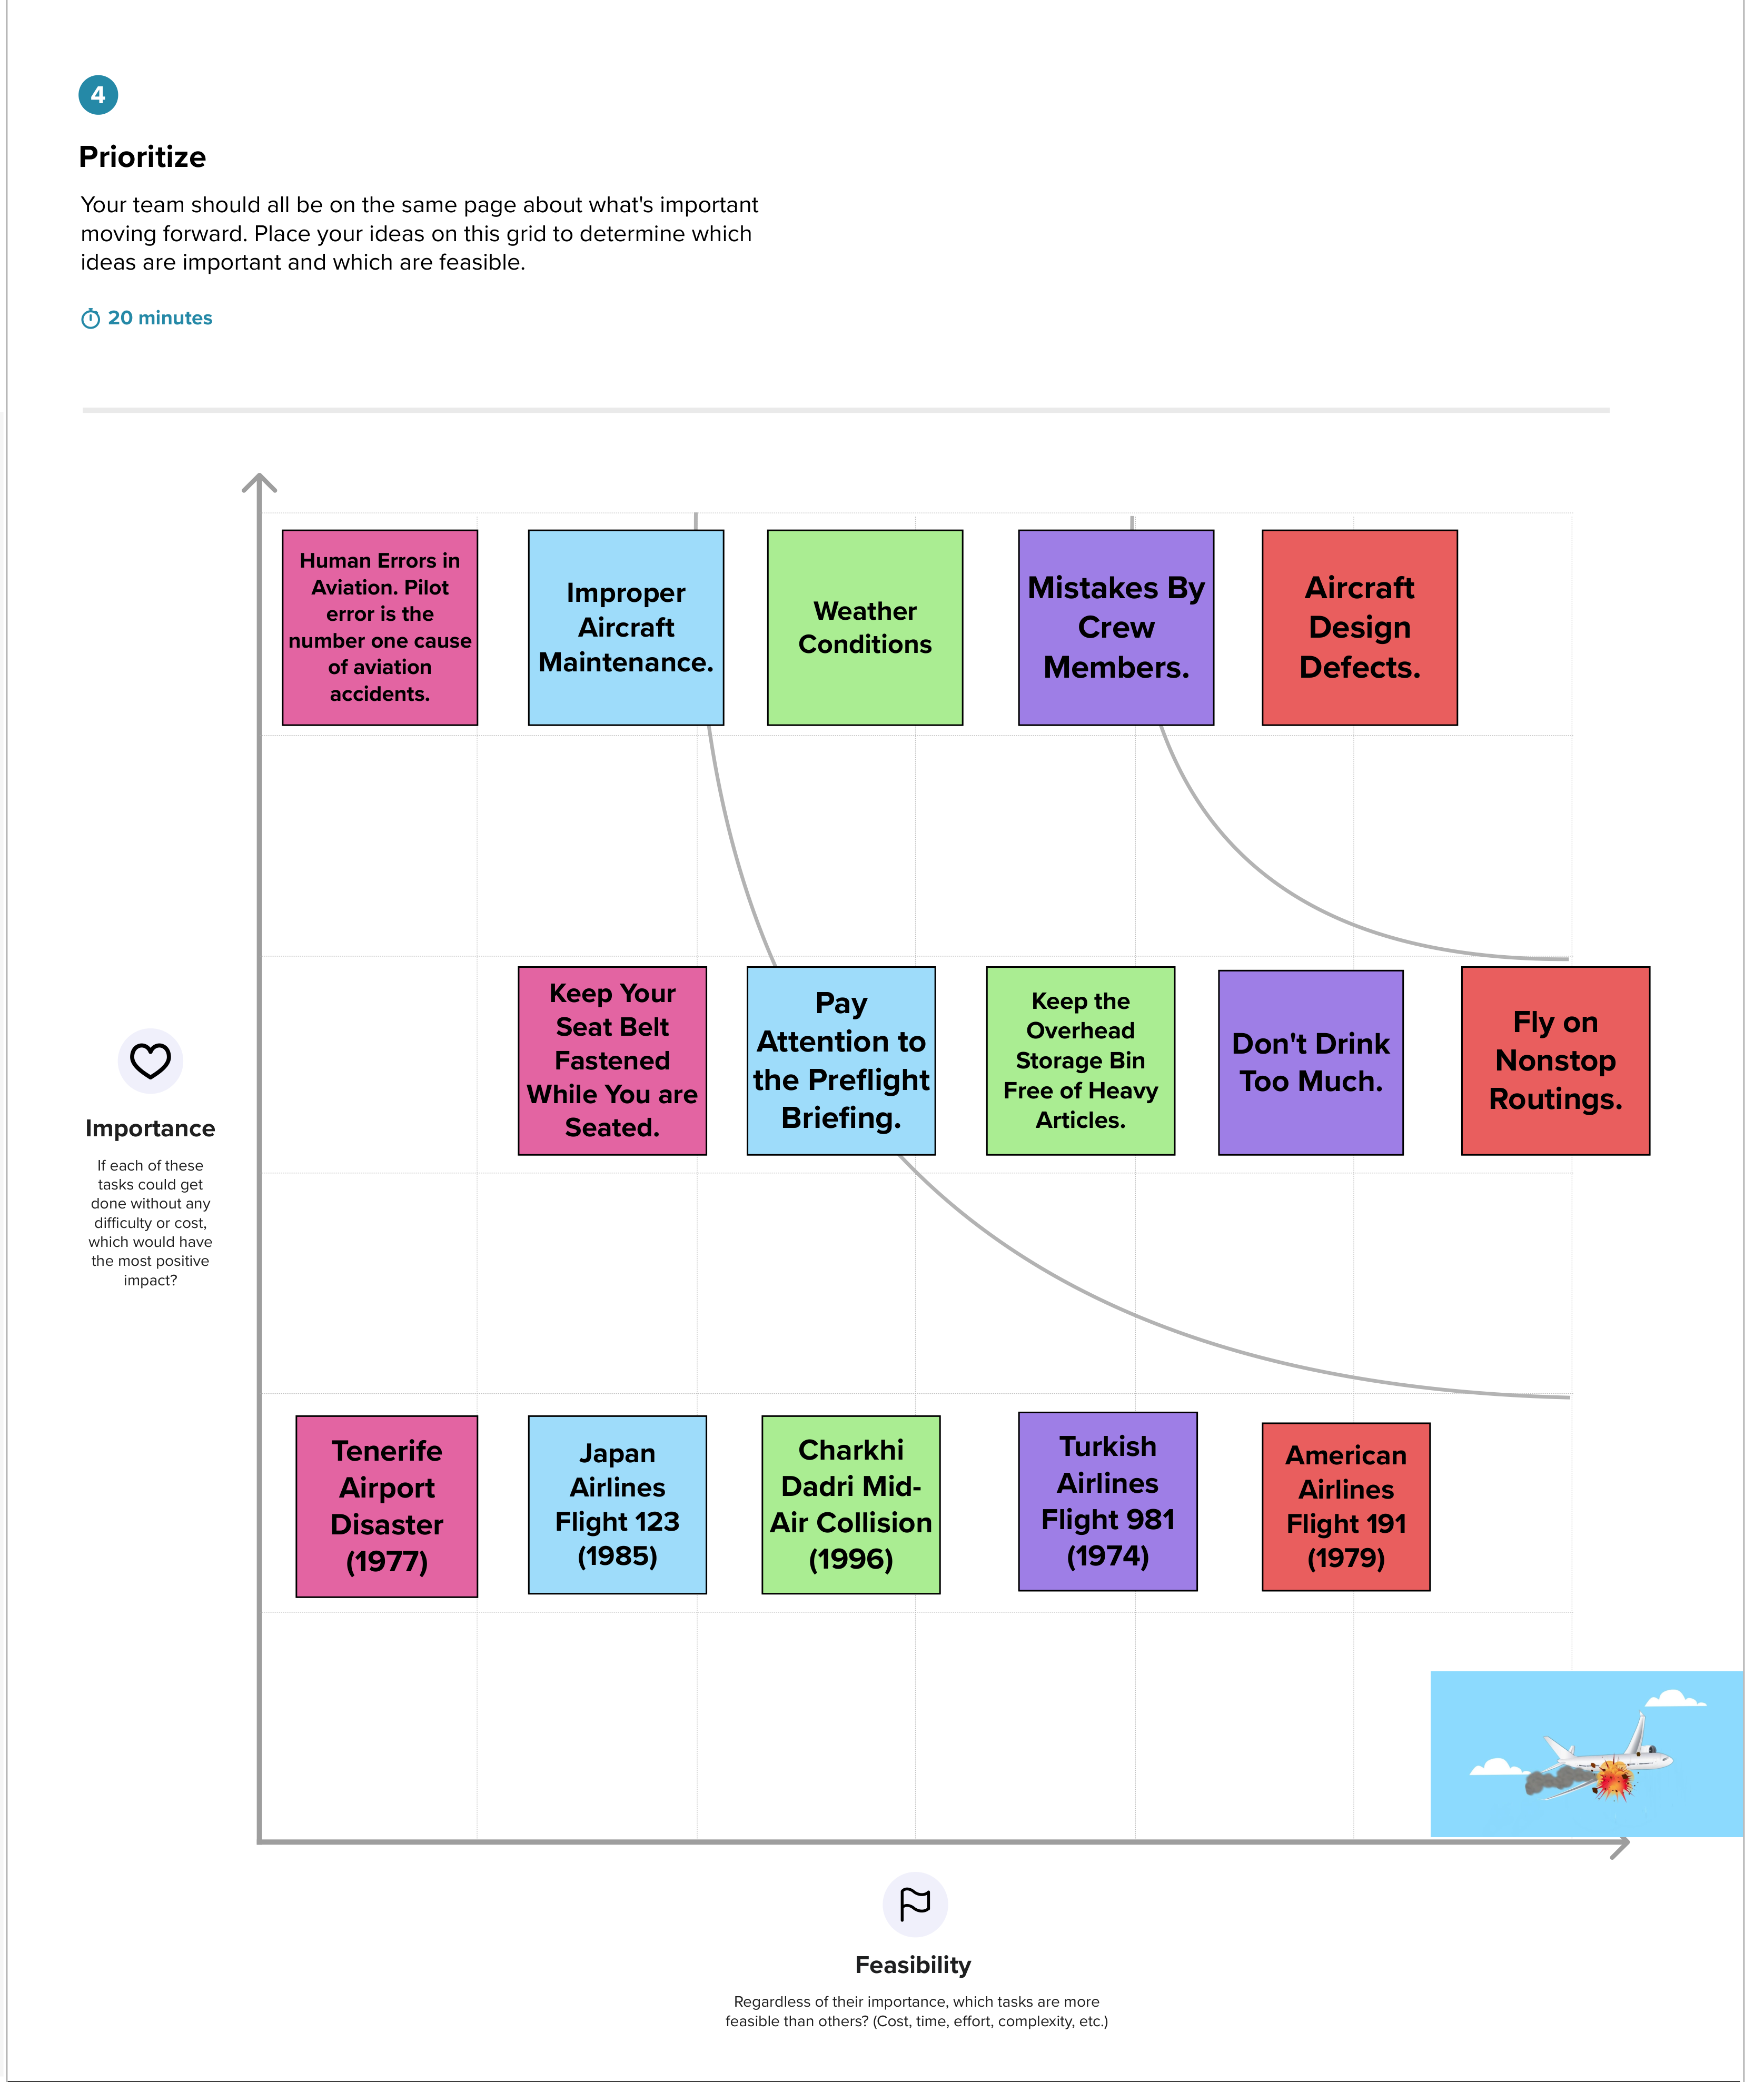 4
Prioritize
Your team should all be on the same page about what's important
moving forward. Place your ideas on this grid to determine which
ideas are important and which are feasible.
20 minutes
Human Errors in
Aviation. Pilot
error is the
number one cause
of aviation
accidents.
Improper
Aircraft
Maintenance.
Weather
Conditions
Mistakes By
Crew
Members.
Aircraft
Design
Defects.
Keep Your
Seat Belt
Fastened
While You are
Seated.
Pay
Attention to
the Preflight
Briefing.
Keep the
Overhead
Storage Bin
Free of Heavy
Articles.
Don't Drink
Too Much.
Fly on
Nonstop
Routings.
Importance
If each of these
tasks could get
done without any
difficulty or cost,
which would have
the most positive
impact?
Tenerife
Airport
Disaster
(1977)
Japan
Airlines
Flight 123
(1985)
Charkhi
Dadri Mid-
Air Collision
(1996)
Turkish
Airlines
Flight 981
(1974)
American
Airlines
Flight 191
(1979)
Feasibility
Regardless of their importance, which tasks are more
feasible than others? (Cost, time, effort, complexity, etc.)